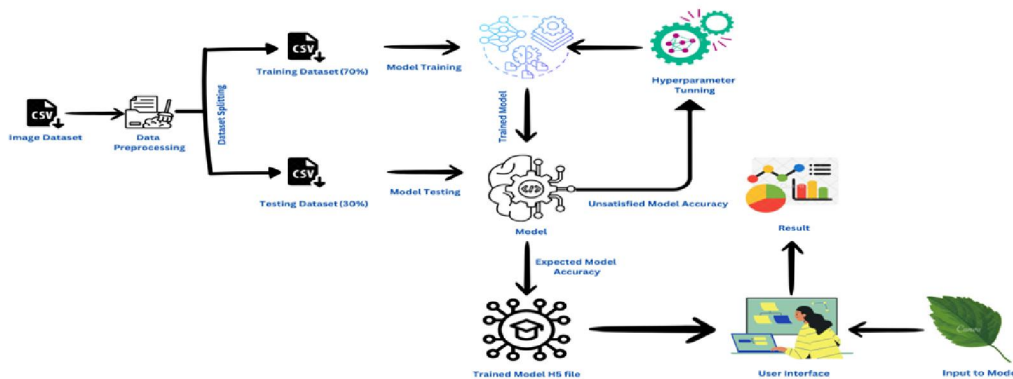 CSV
Training Dataset (70%)
Model Training
Hyperparameter
Tunning
CSV
Image Dataset
Data
Preprocessing
Dataset Splitting
Trained Model
CSV
Testing Dataset (30%)
Model Testing
Model
Unsatisfied Model Accuracy
Result
Expected Model
Accuracy
Trained Model H5 file
User Interface
Canva
Input to Mode